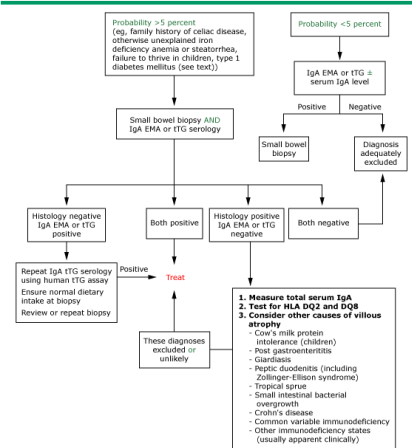 Probability >5 percent
(eg, family history of celiac disease,
otherwise unexplained iron
deficiency anemia or steatorrhea,
failure to thrive in children, type 1
diabetes mellitus (see text))
Probability <5 percent
IgA EMA or tTG ±
serum IgA level
Positive
Negative
Small bowel biopsy AND
IgA EMA or tTG serology
Small bowel
biopsy
Diagnosis
adequately
excluded
Histology negative
IgA EMA or tTG
positive
Both positive
Histology positive
IgA EMA or tTG
negative
Both negative
Repeat IgA tTG serology
using human tTG assay
Ensure normal dietary
intake at biopsy
Review or repeat biopsy
Positive
Treat
These diagnoses
excluded or
unlikely
1. Measure total serum IgA
2. Test for HLA DQ2 and DQ8
3. Consider other causes of villous
atrophy
- Cow's milk protein
intolerance (children)
- Post gastroenteritits
- Giardiasis
- Peptic duodenitis (including
Zollinger-Ellison syndrome)
- Tropical sprue
- Small intestinal bacterial
overgrowth
- Crohn's disease
- Common variable immunodeficiency
- Other immunodeficiency states
(usually apparent clinically)